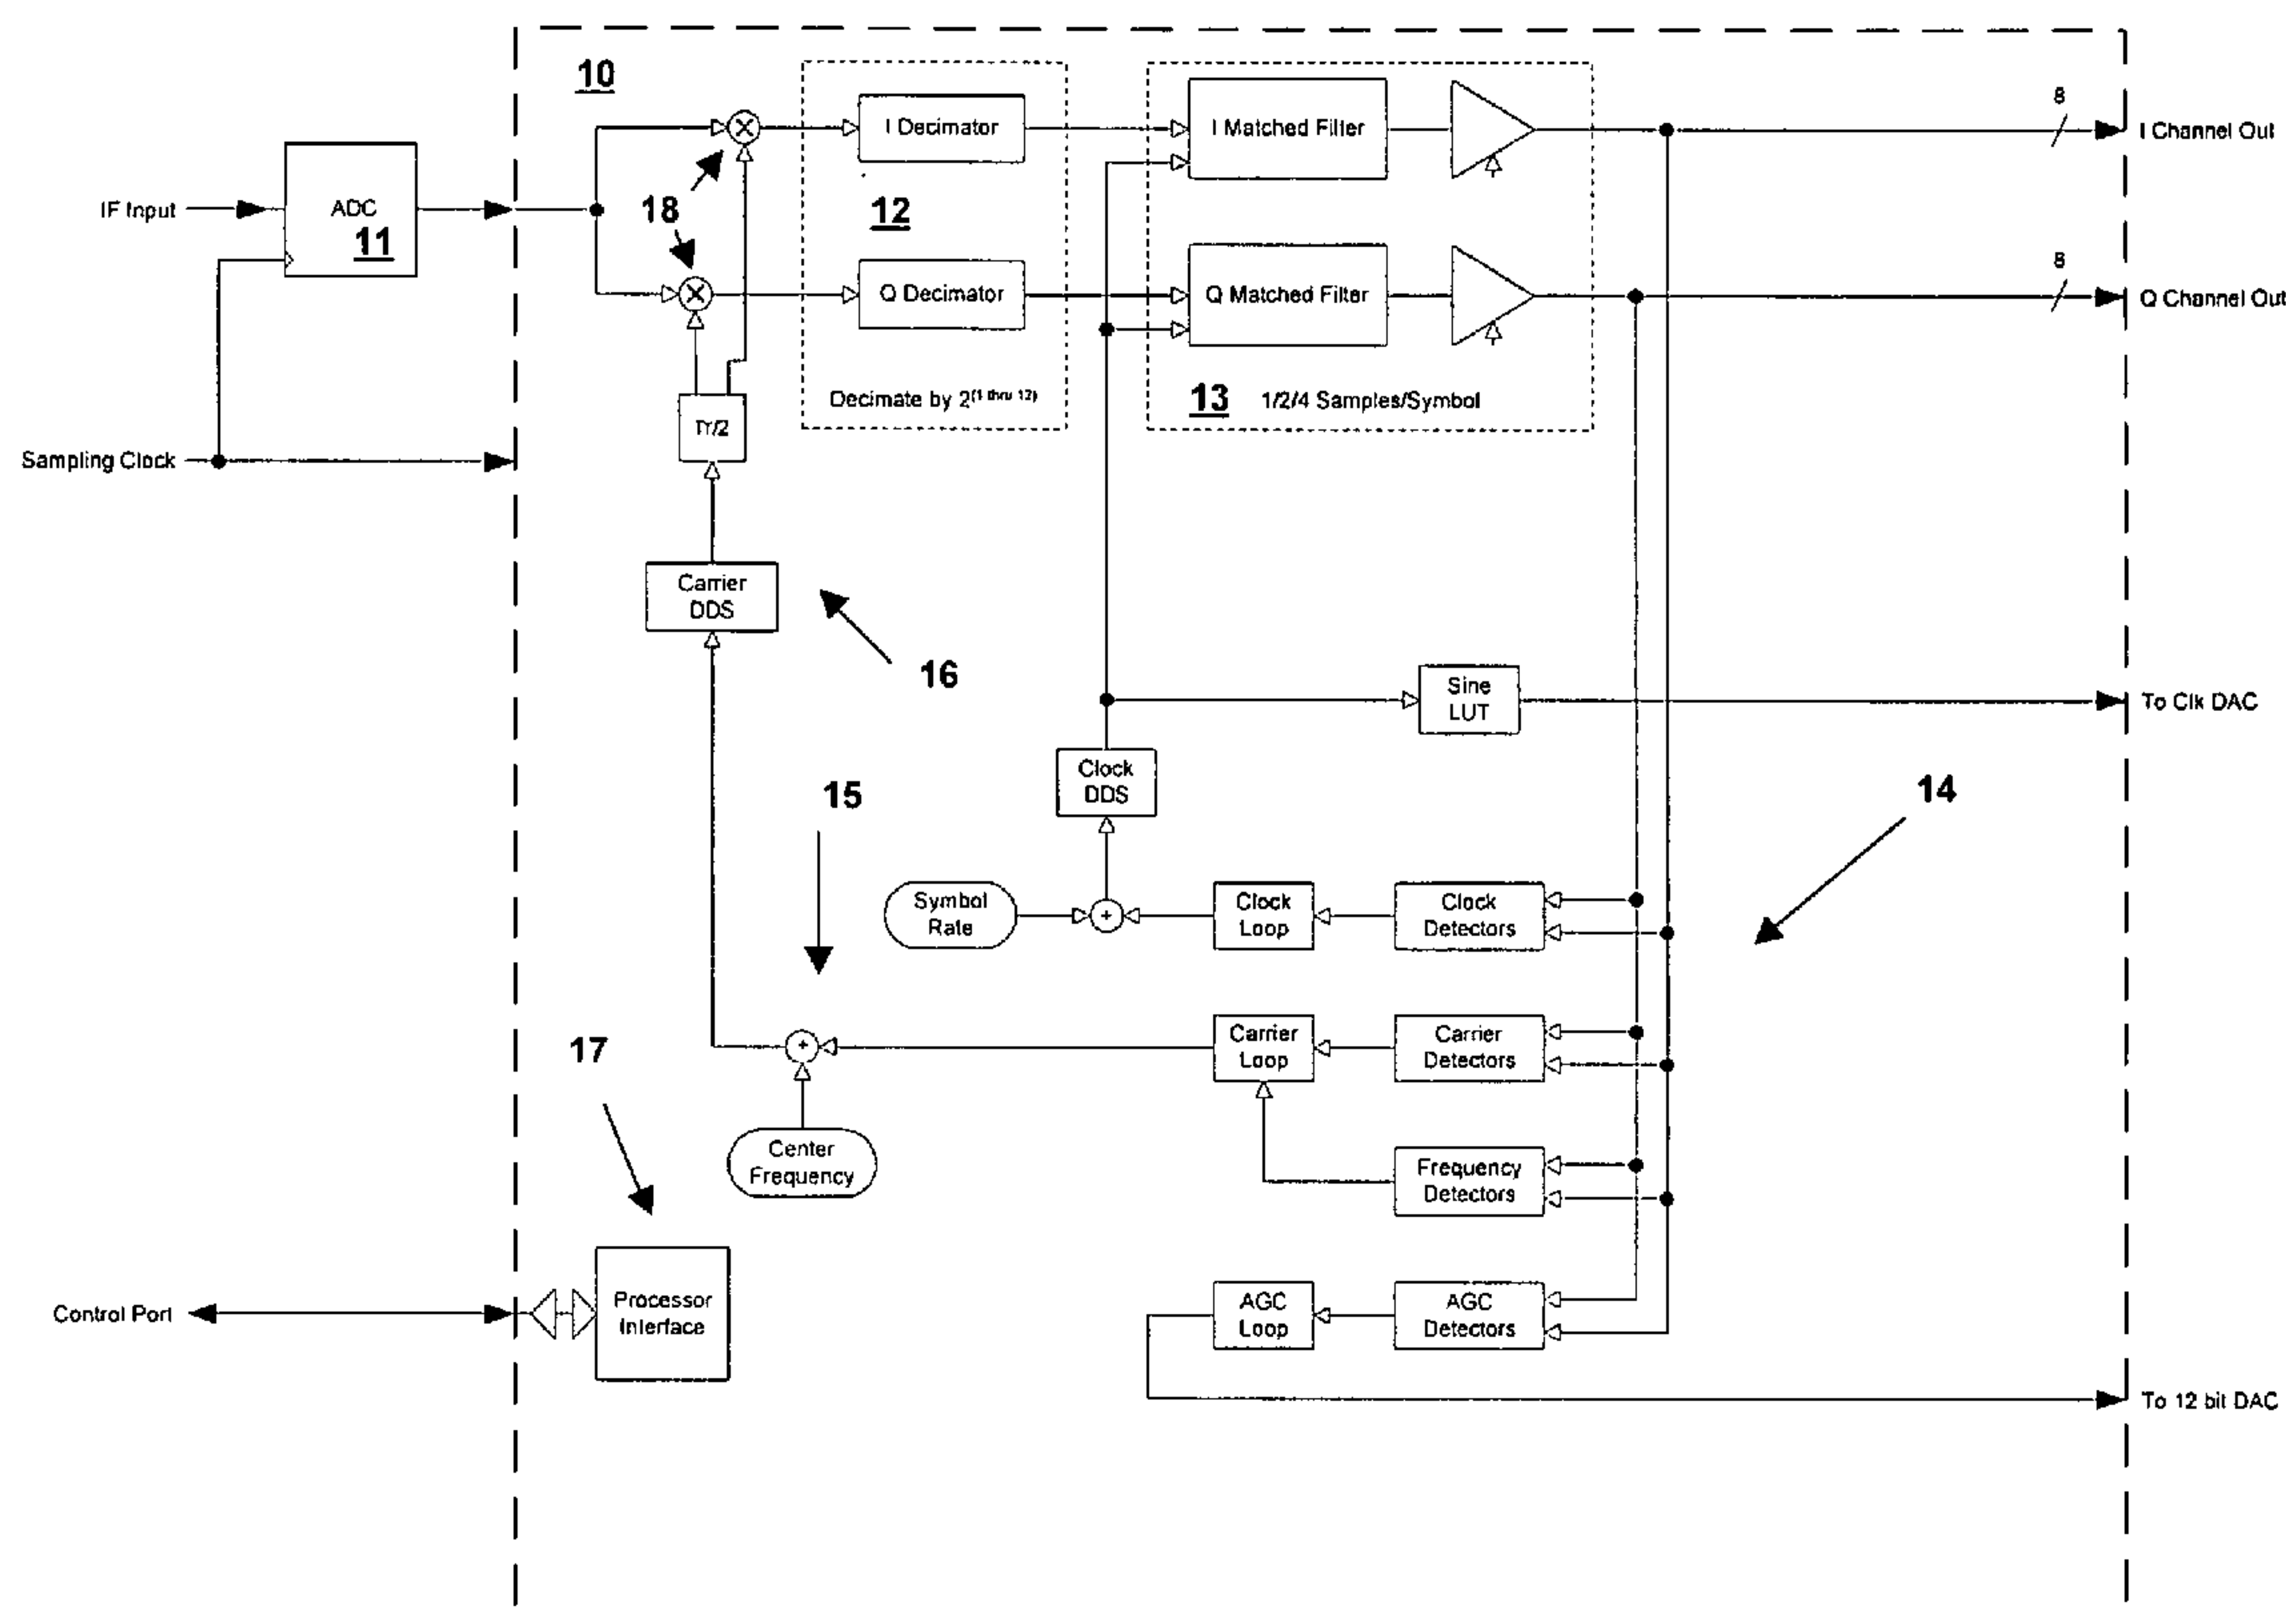 10
8
I Decimator
I Matched Filter
I Channel Out
IF Input
ADC
11
18
12
8
Q Decimator
Q Matched Filter
Q Channel Out
Decimate by 2(1 thru 12)
13
1/2/4 Samples/Symbol
π/2
Sampling Clock
Carrier
DDS
16
Sine
LUT
To Clk DAC
Clock
DDS
15
14
Symbol
Rate
+
Clock
Loop
Clock
Detectors
17
+
Carrier
Loop
Carrier
Detectors
Center
Frequency
Frequency
Detectors
Control Port
Processor
Interface
AGC
Loop
AGC
Detectors
To 12 bit DAC